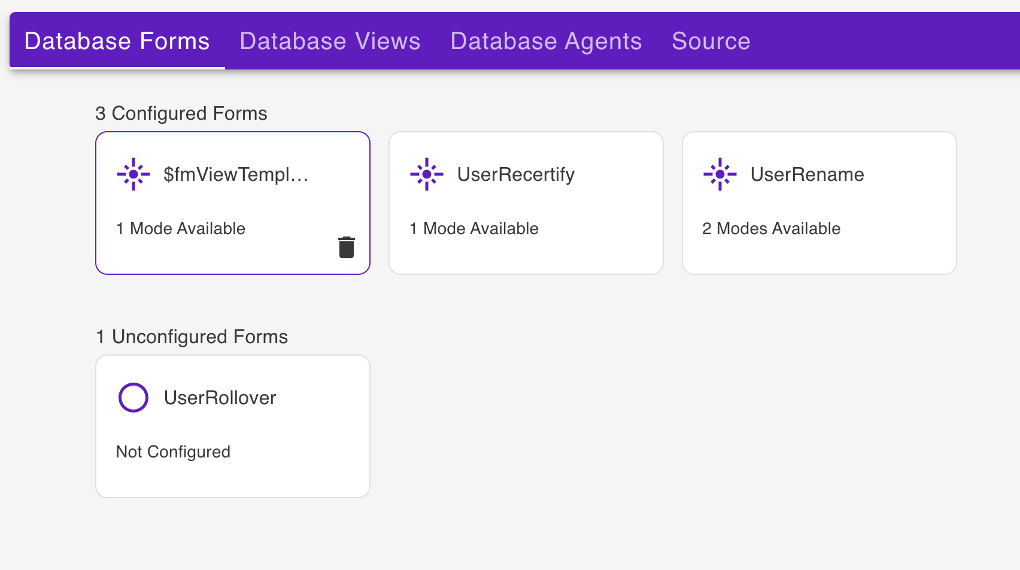 Database Forms Database Views Database Agents Source
3 Configured Forms
$fmViewTempl... UserRecertify UserRename
1 Mode Available 1 Mode Available 2 Modes Available
1 Unconfigured Forms
UserRollover
Not Configured